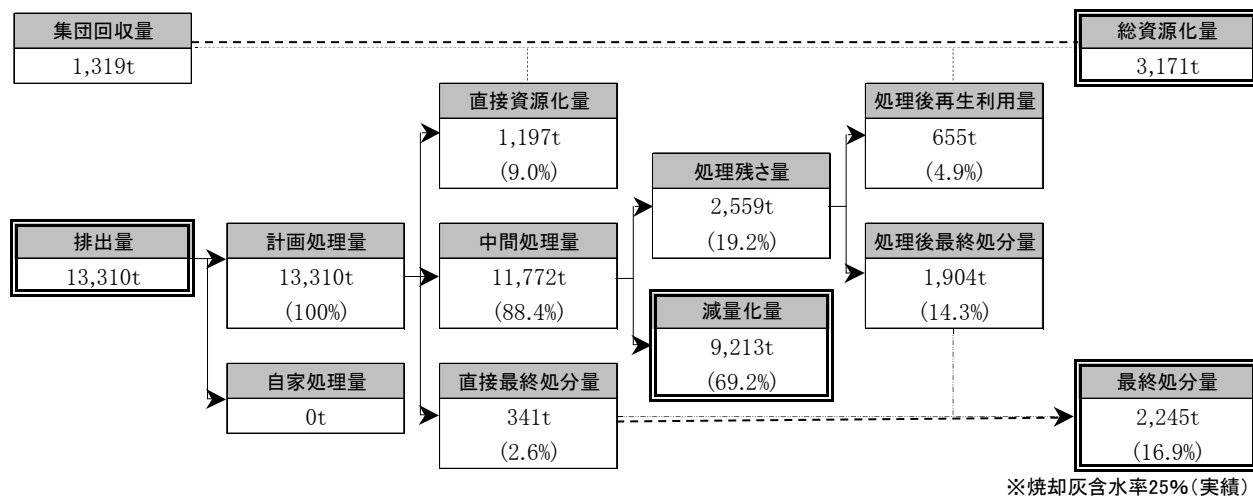 集団回収量
1,319t
総資源化量
3,171t
直接資源化量
1,197t
(9.0%)
処理後再生利用量
655t
(4.9%)
処理残さ量
2,559t
(19.2%)
排出量
13,310t
計画処理量
13,310t
(100%)
中間処理量
11,772t
(88.4%)
処理後最終処分量
1,904t
(14.3%)
減量化量
9,213t
(69.2%)
自家処理量
0t
直接最終処分量
341t
(2.6%)
最終処分量
2,245t
(16.9%)
※焼却灰含水率25%(実績)